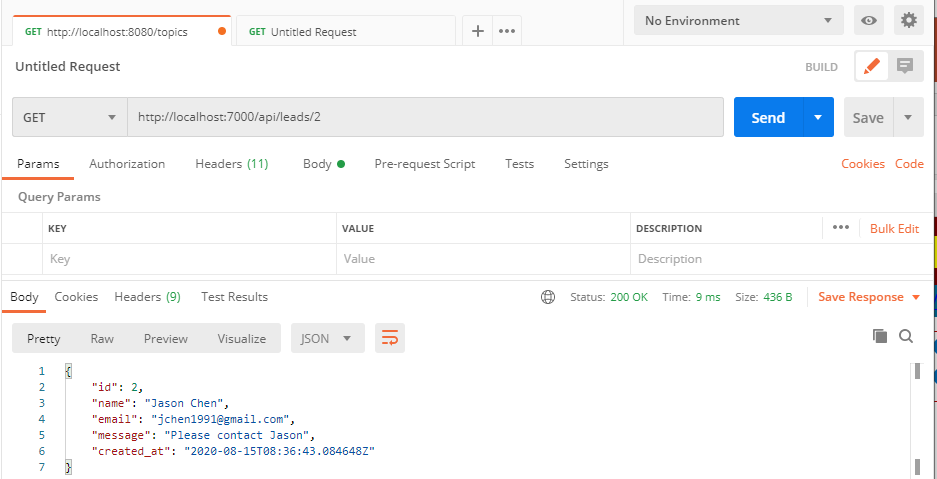 GET http://localhost:8080/topics GET Untitled Request No Environment
Untitled Request BUILD
GET http://localhost:7000/api/leads/2 Send Save
Params Authorization Headers (11) Body Pre-request Script Tests Settings Cookies Code
Query Params
KEY VALUE DESCRIPTION Bulk Edit
Key Value Description
Body Cookies Headers (9) Test Results Status: 200 OK Time: 9 ms Size: 436 B Save Response
Pretty Raw Preview Visualize JSON
1 {
2 "id": 2,
3 "name": "Jason Chen",
4 "email": "jchen1991@gmail.com",
5 "message": "Please contact Jason",
6 "created_at": "2020-08-15T08:36:43.084648Z"
7 }